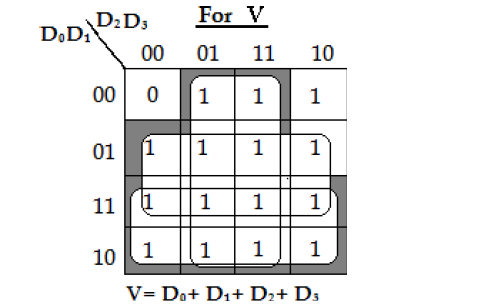 For V
D₂D₃
D₀D₁
00 01 11 10
00 0 1 1 1
01 1 1 1 1
11 1 1 1 1
10 1 1 1 1
V= D₀+ D₁+ D₂+ D₃